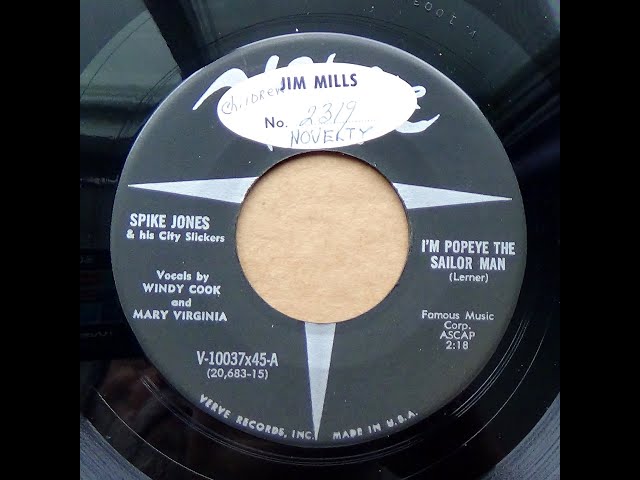 JIM MILLS
Children
No. 2319
NOVELTY
SPIKE JONES
& his City Slickers
Vocals by
WINDY COOK
and
MARY VIRGINIA
I'M POPEYE THE
SAILOR MAN
(Lerner)
Famous Music
Corp.
ASCAP
2:18
V-10037x45-A
(20,683-15)
VERVE RECORDS, INC. MADE IN U.S.A.